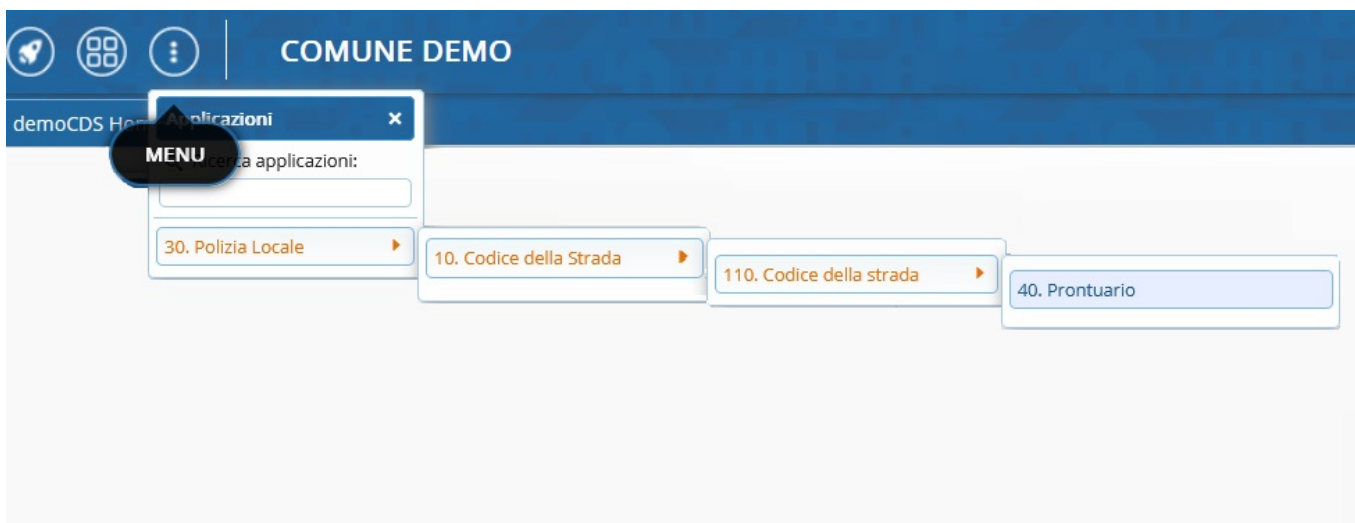 COMUNE DEMO
demoCDS
Applicazioni
MENU
applicazioni:
30. Polizia Locale
10. Codice della Strada
110. Codice della strada
40. Prontuario